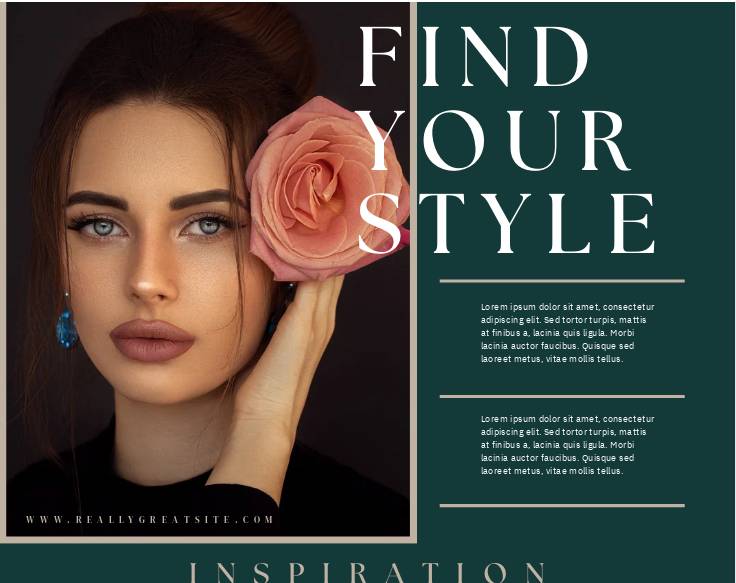 FIND
YOUR
STYLE
Lorem ipsum dolor sit amet, consectetur
adipiscing elit. Sed tortor turpis, mattis
at finibus a, lacinia quis ligula. Morbi
lacinia auctor faucibus. Quisque sed
laoreet metus, vitae mollis tellus.
Lorem ipsum dolor sit amet, consectetur
adipiscing elit. Sed tortor turpis, mattis
at finibus a, lacinia quis ligula. Morbi
lacinia auctor faucibus. Quisque sed
laoreet metus, vitae mollis tellus.
WWW.REALLYGREATSITE.COM
INSPIRATION